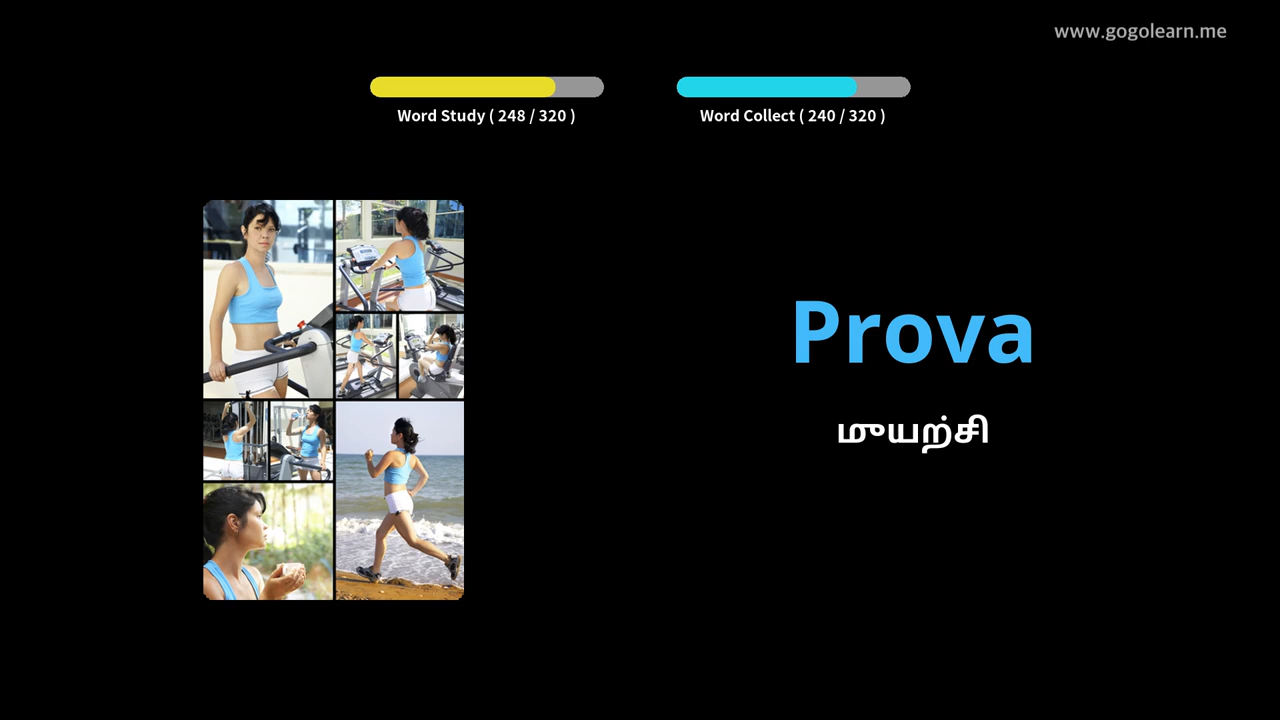 www.gogolearn.me
Word Study ( 248 / 320 )
Word Collect ( 240 / 320 )
Prova
முயற்சி